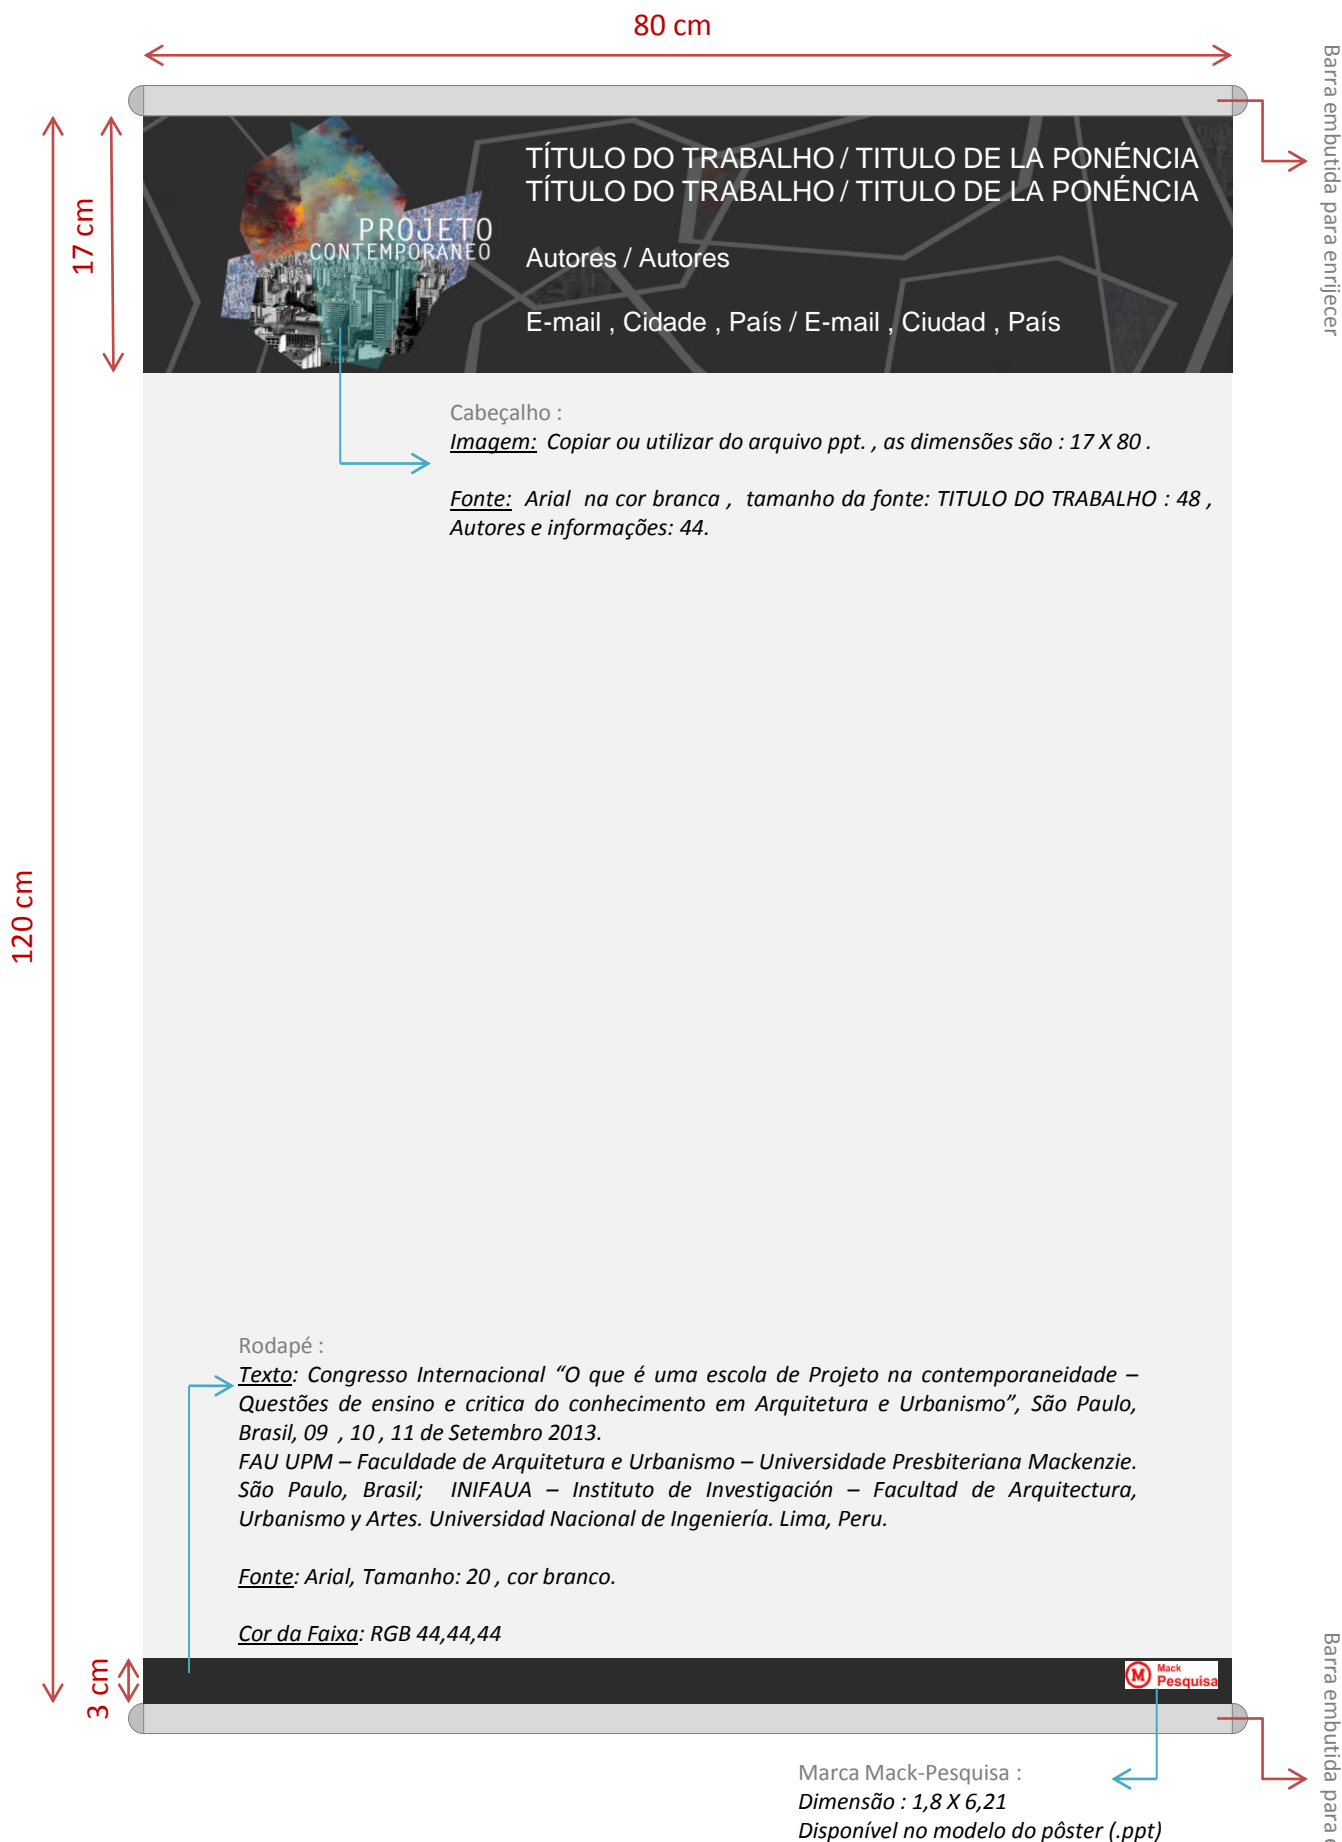 80 cm
Barra embutida para enrijecer
17 cm
TÍTULO DO TRABALHO / TITULO DE LA PONÉNCIA
TÍTULO DO TRABALHO / TITULO DE LA PONÉNCIA
PROJETO
CONTEMPORÂNEO
Autores / Autores
E-mail , Cidade , País / E-mail , Ciudad , País
Cabeçalho :
Imagem: Copiar ou utilizar do arquivo ppt. , as dimensões são : 17 X 80 .
Fonte: Arial na cor branca , tamanho da fonte: TITULO DO TRABALHO : 48 ,
Autores e informações: 44.
120 cm
Rodapé :
Texto: Congresso Internacional “O que é uma escola de Projeto na contemporaneidade –
Questões de ensino e critica do conhecimento em Arquitetura e Urbanismo”, São Paulo,
Brasil, 09 , 10 , 11 de Setembro 2013.
FAU UPM – Faculdade de Arquitetura e Urbanismo – Universidade Presbiteriana Mackenzie.
São Paulo, Brasil; INIFAUA – Instituto de Investigación – Facultad de Arquitectura,
Urbanismo y Artes. Universidad Nacional de Ingeniería. Lima, Peru.
Fonte: Arial, Tamanho: 20 , cor branco.
Cor da Faixa: RGB 44,44,44
3 cm
M Mack
Pesquisa
Barra embutida para
Marca Mack-Pesquisa :
Dimensão : 1,8 X 6,21
Disponível no modelo do pôster (.ppt)